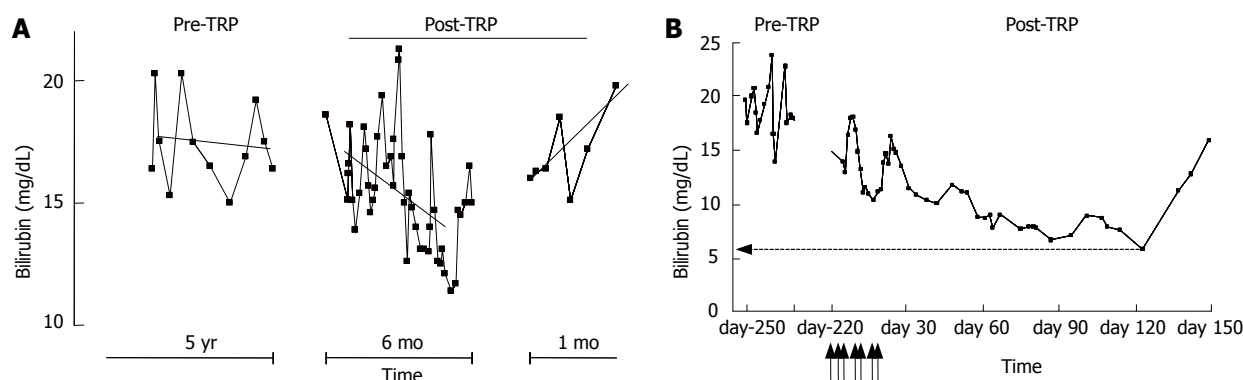 A
Pre-TRP
Post-TRP
Bilirubin (mg/dL)
20
15
10
5 yr
6 mo
1 mo
Time
B
Pre-TRP
Post-TRP
Bilirubin (mg/dL)
25
20
15
10
5
0
day-250
day-220
day 30
day 60
day 90
day 120
day 150
Time